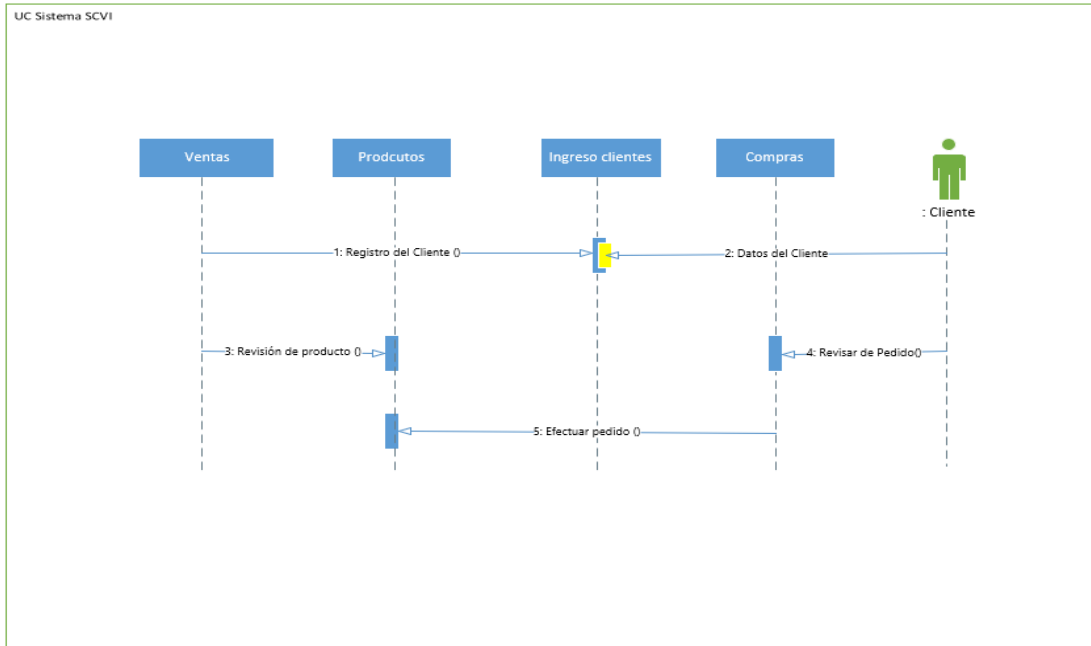 UC Sistema SCVI
Ventas
Prodcutos
Ingreso clientes
Compras
: Cliente
1: Registro del Cliente ()
2: Datos del Cliente
3: Revisión de producto ()
4: Revisar de Pedido()
5: Efectuar pedido ()